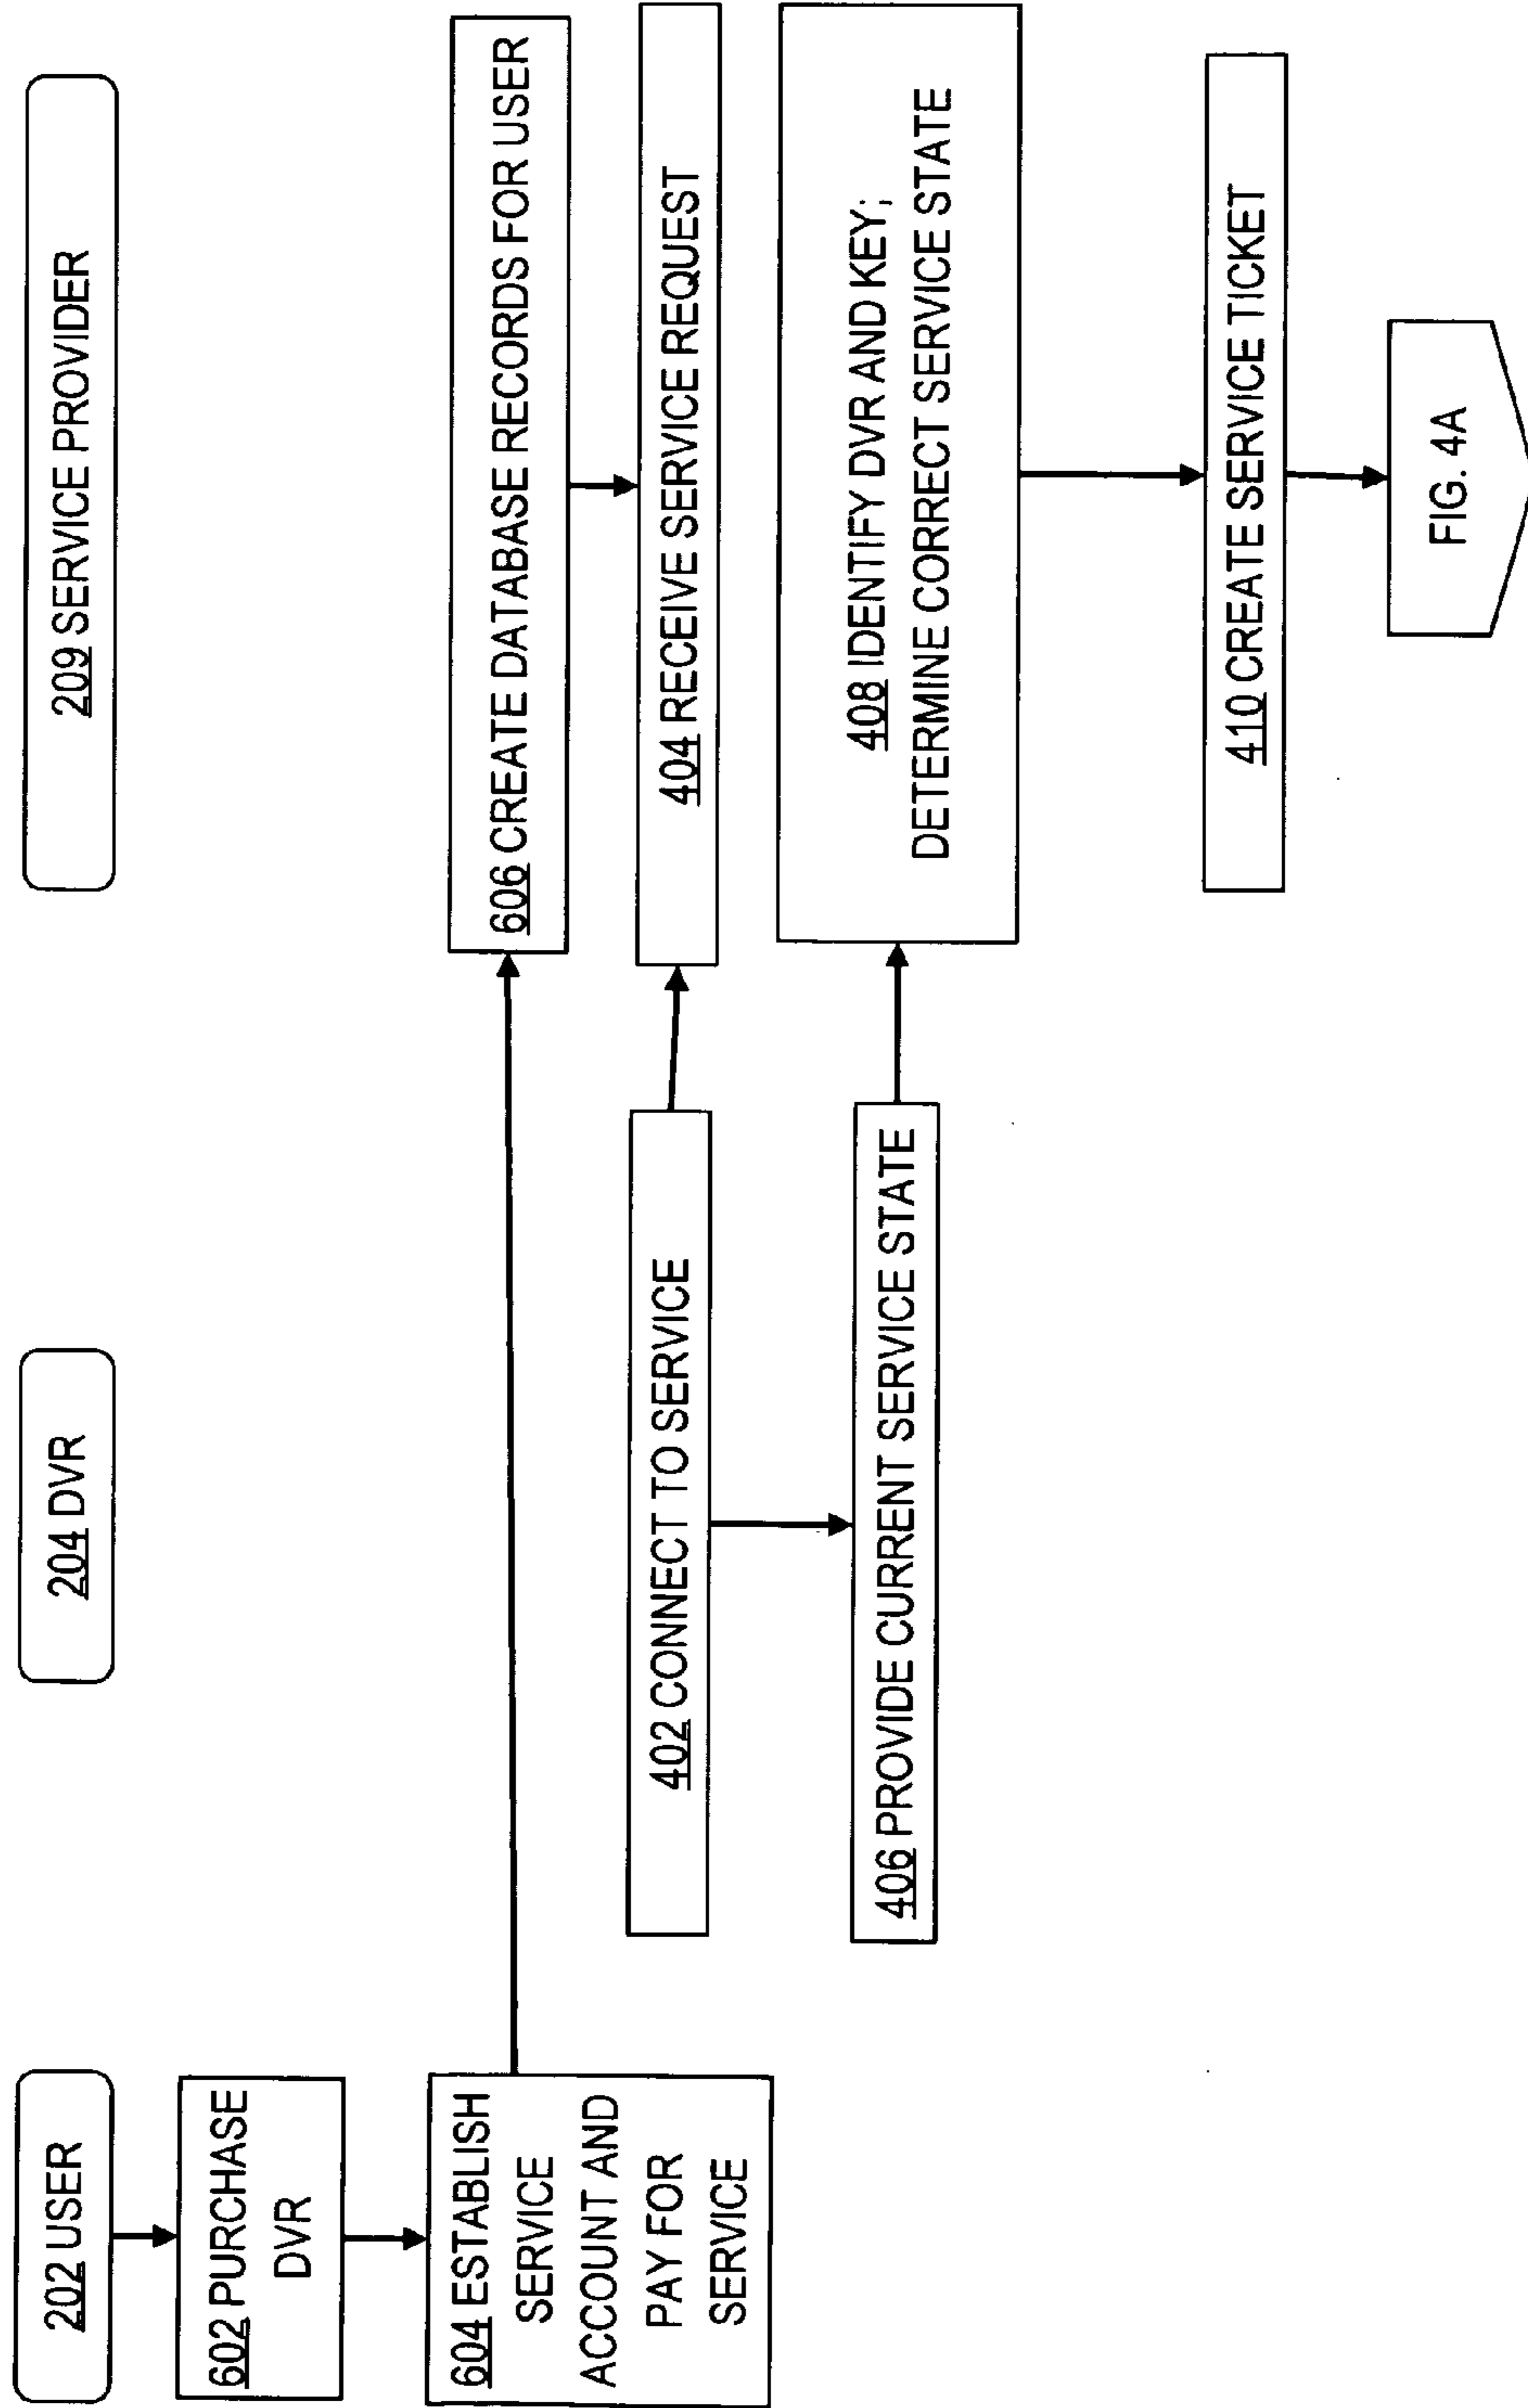 202 USER
204 DVR
209 SERVICE PROVIDER
602 PURCHASE
DVR
604 ESTABLISH
SERVICE
ACCOUNT AND
PAY FOR
SERVICE
606 CREATE DATABASE RECORDS FOR USER
402 CONNECT TO SERVICE
404 RECEIVE SERVICE REQUEST
406 PROVIDE CURRENT SERVICE STATE
408 IDENTIFY DVR AND KEY;
DETERMINE CORRECT SERVICE STATE
410 CREATE SERVICE TICKET
FIG. 4A